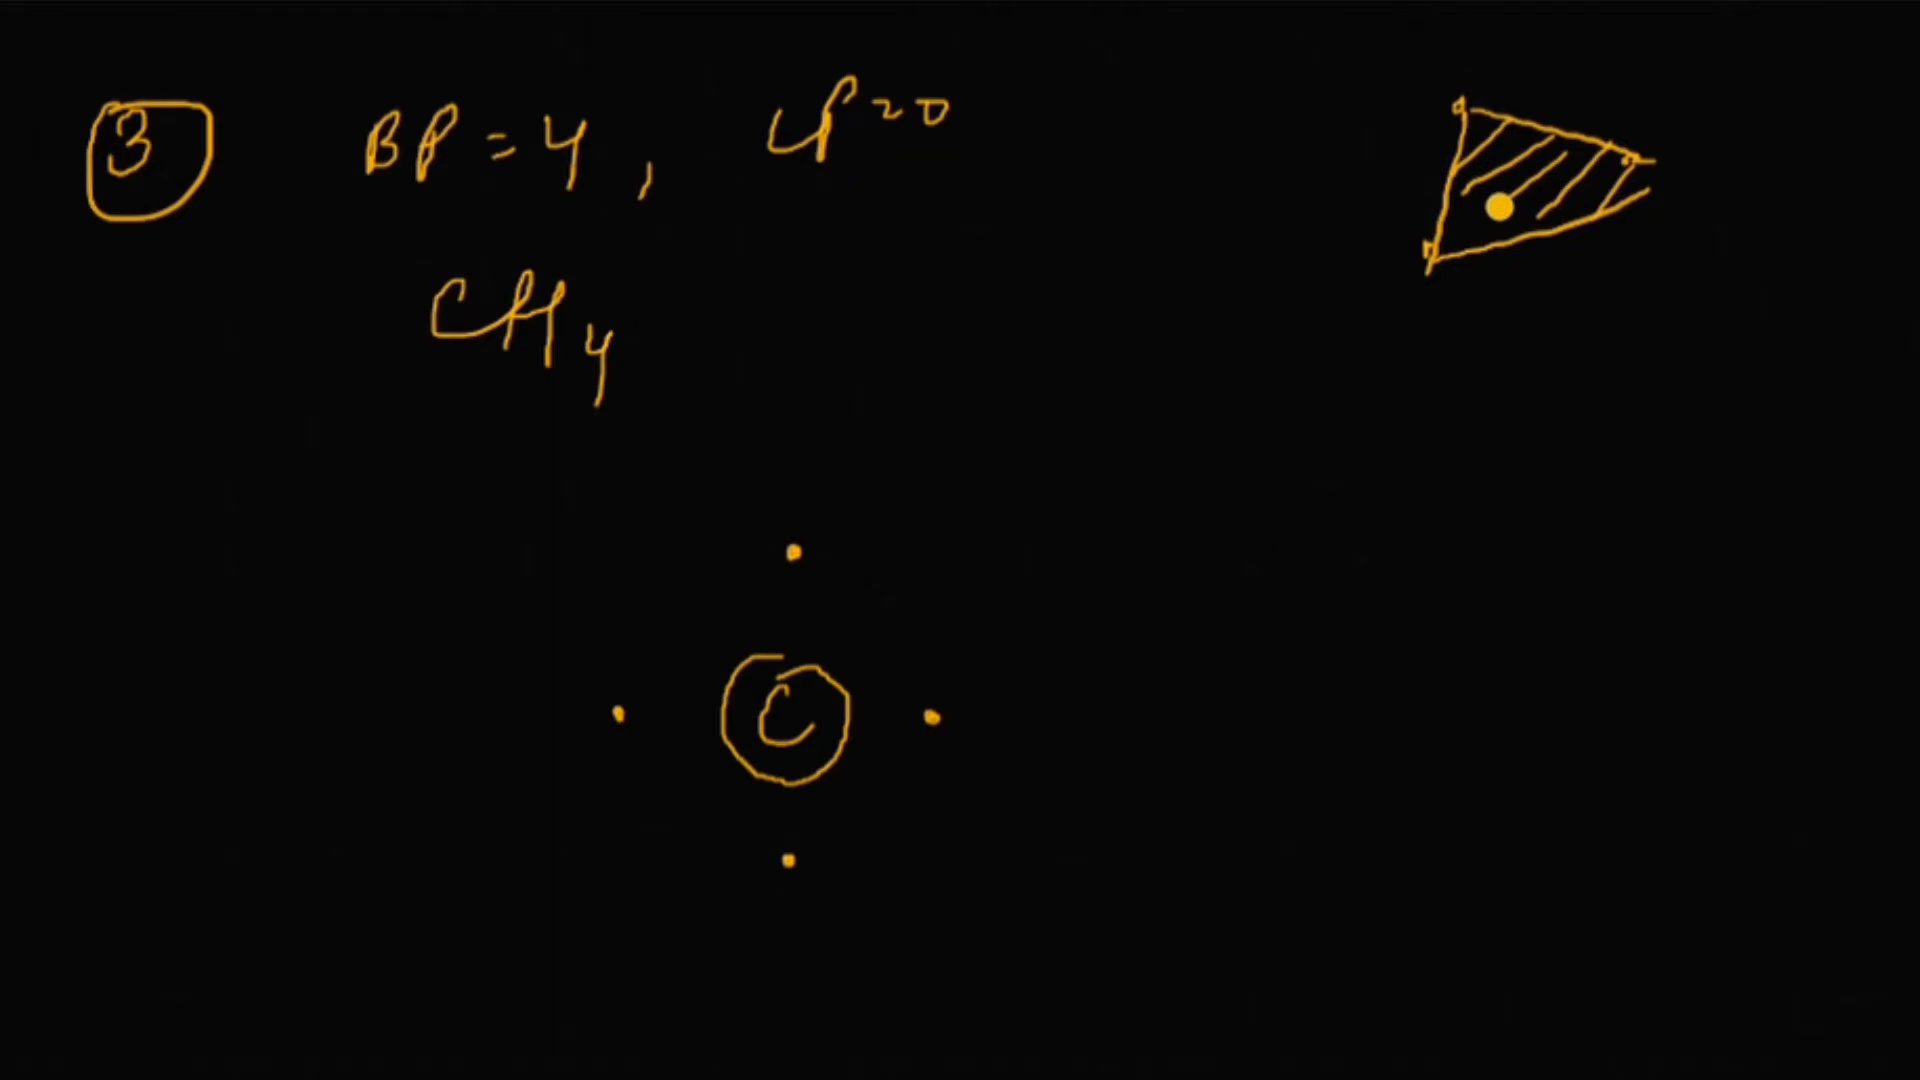 3 BP = 4, LP = 0
CH4
C